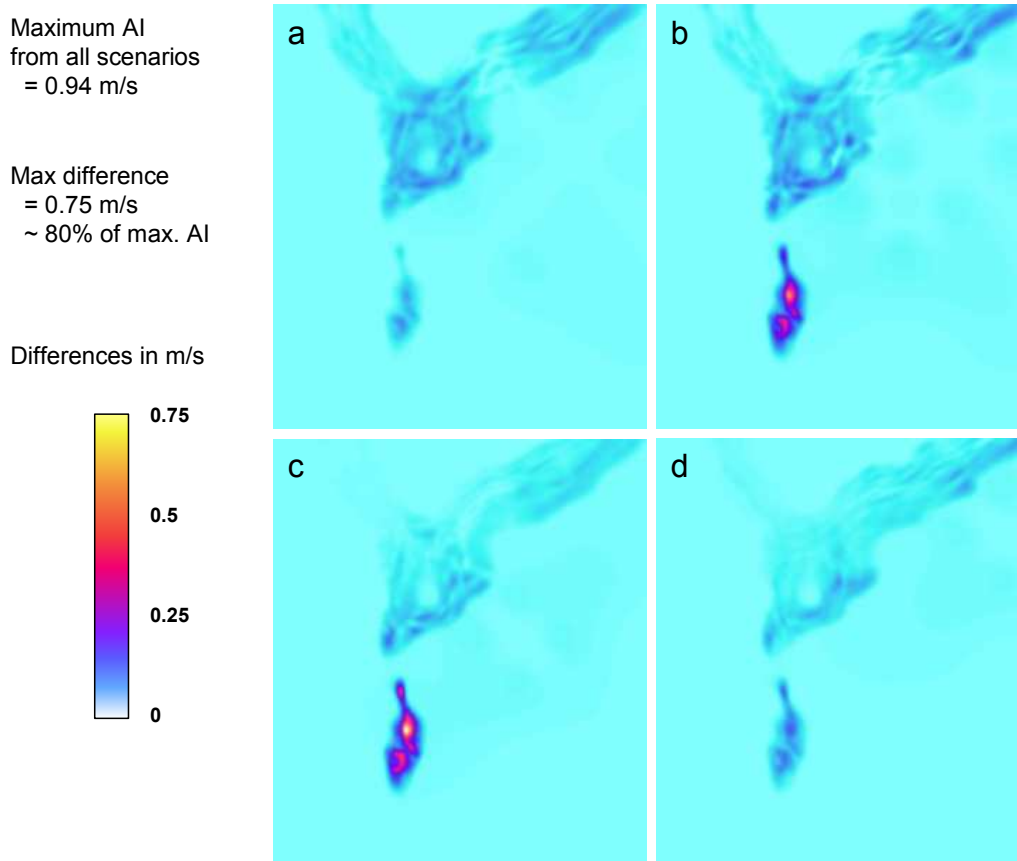 Maximum AI
from all scenarios
= 0.94 m/s
Max difference
= 0.75 m/s
~ 80% of max. AI
Differences in m/s
0.75
0.5
0.25
0
a
b
c
d